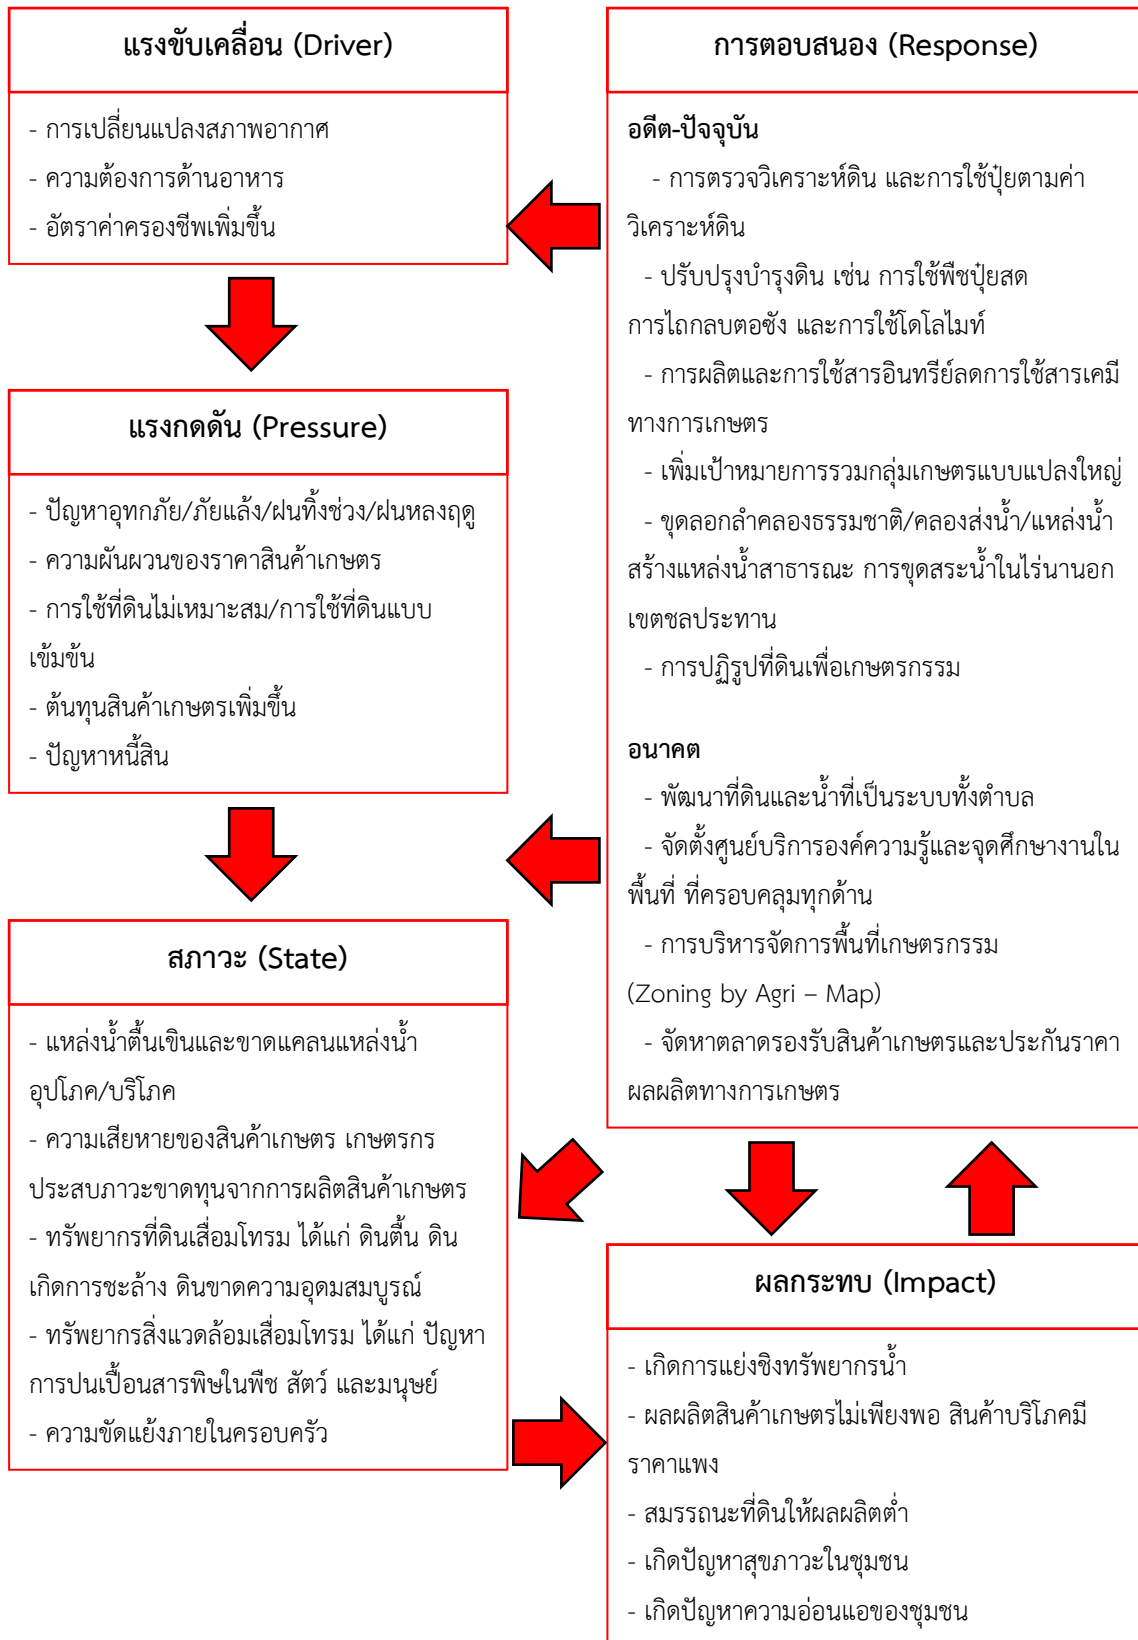 แรงขับเคลื่อน (Driver)
- การเปลี่ยนแปลงสภาพอากาศ
- ความต้องการด้านอาหาร
- อัตราค่าครองชีพเพิ่มขึ้น
แรงกดดัน (Pressure)
- ปัญหาอุทกภัย/ภัยแล้ง/ฝนทิ้งช่วง/ฝนหลงฤดู
- ความผันผวนของราคาสินค้าเกษตร
- การใช้ที่ดินไม่เหมาะสม/การใช้ที่ดินแบบ
เข้มข้น
- ต้นทุนสินค้าเกษตรเพิ่มขึ้น
- ปัญหาหนี้สิน
สภาวะ (State)
- แหล่งน้ำตื้นเขินและขาดแคลนแหล่งน้ำ
อุปโภค/บริโภค
- ความเสียหายของสินค้าเกษตร เกษตรกร
ประสบภาวะขาดทุนจากการผลิตสินค้าเกษตร
- ทรัพยากรที่ดินเสื่อมโทรม ได้แก่ ดินตื้น ดิน
เกิดการชะล้าง ดินขาดความอุดมสมบูรณ์
- ทรัพยากรสิ่งแวดล้อมเสื่อมโทรม ได้แก่ ปัญหา
การปนเปื้อนสารพิษในพืช สัตว์ และมนุษย์
- ความขัดแย้งภายในครอบครัว
การตอบสนอง (Response)
อดีต-ปัจจุบัน
- การตรวจวิเคราะห์ดิน และการใช้ปุ๋ยตามค่า
วิเคราะห์ดิน
- ปรับปรุงบำรุงดิน เช่น การใช้พืชปุ๋ยสด
การไถกลบตอซัง และการใช้โดโลไมท์
- การผลิตและการใช้สารอินทรีย์ลดการใช้สารเคมี
ทางการเกษตร
- เพิ่มเป้าหมายการรวมกลุ่มเกษตรแบบแปลงใหญ่
- ขุดลอกลำคลองธรรมชาติ/คลองส่งน้ำ/แหล่งน้ำ
สร้างแหล่งน้ำสาธารณะ การขุดสระน้ำในไร่นานอก
เขตชลประทาน
- การปฏิรูปที่ดินเพื่อเกษตรกรรม
อนาคต
- พัฒนาที่ดินและน้ำที่เป็นระบบทั้งตำบล
- จัดตั้งศูนย์บริการองค์ความรู้และจุดศึกษางานใน
พื้นที่ ที่ครอบคลุมทุกด้าน
- การบริหารจัดการพื้นที่เกษตรกรรม
(Zoning by Agri – Map)
- จัดหาตลาดรองรับสินค้าเกษตรและประกันราคา
ผลผลิตทางการเกษตร
ผลกระทบ (Impact)
- เกิดการแย่งชิงทรัพยากรน้ำ
- ผลผลิตสินค้าเกษตรไม่เพียงพอ สินค้าบริโภคมี
ราคาแพง
- สมรรถนะที่ดินให้ผลผลิตต่ำ
- เกิดปัญหาสุขภาวะในชุมชน
- เกิดปัญหาความอ่อนแอของชุมชน